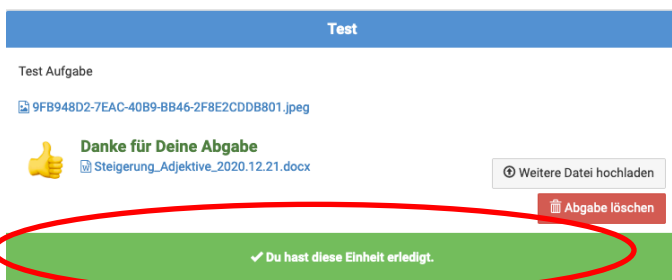 Test
Test Aufgabe
9FB948D2-7EAC-40B9-BB46-2F8E2CDDB801.jpeg
Danke für Deine Abgabe
Steigerung_Adjektive_2020.12.21.docx
Weitere Datei hochladen
Abgabe löschen
Du hast diese Einheit erledigt.